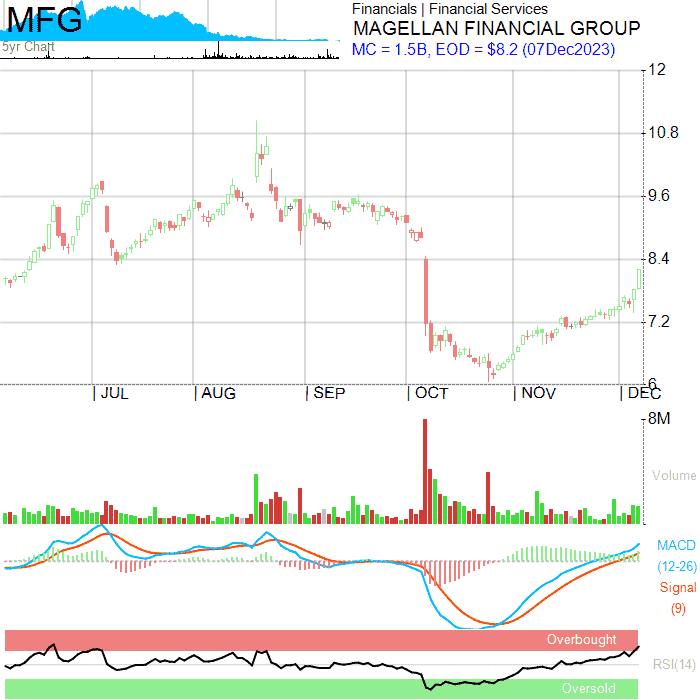 MFG
5yr Chart
Financials | Financial Services
MAGELLAN FINANCIAL GROUP
MC = 1.5B, EOD = $8.2 (07Dec2023)
12
10.8
9.6
8.4
7.2
6
| JUL | AUG | SEP | OCT | NOV | DEC
8M
Volume
MACD
(12-26)
Signal
(9)
Overbought
RSI(14)
Oversold